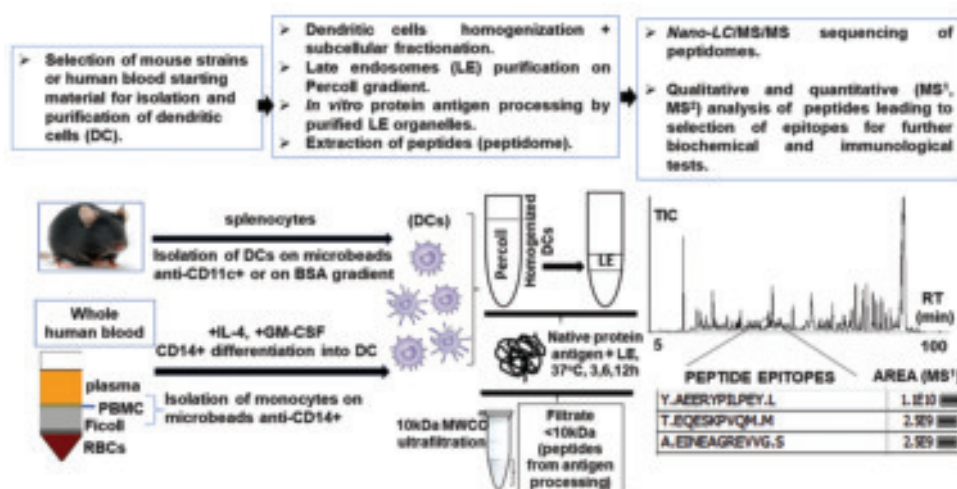 ➢ Selection of mouse strains
or human blood starting
material for isolation and
purification of dendritic
cells (DC).
➢ Dendritic cells homogenization +
subcellular fractionation.
➢ Late endosomes (LE) purification on
Percoll gradient.
➢ In vitro protein antigen processing by
purified LE organelles.
➢ Extraction of peptides (peptidome).
➢ Nano-LC/MS/MS sequencing of
peptidomes.
➢ Qualitative and quantitative (MS¹,
MS²) analysis of peptides leading to
selection of epitopes for further
biochemical and immunological
tests.
splenocytes
Isolation of DCs on microbeads
anti-CD11c+ or on BSA gradient
(DCs)
Whole
human blood
+IL-4, +GM-CSF
CD14+ differentiation into DC
Isolation of monocytes on
microbeads anti-CD14+
plasma
PBMC
Ficoll
RBCs
Percoll
Homogenized
DCs
LE
Native protein
antigen + LE,
37°C, 3,6,12h
10kDa MWCO
ultrafiltration
Filtrate
<10kDa
(peptides
from antigen
processing)
TIC
RT
(min)
5
100
PEPTIDE EPITOPES AREA (MS¹)
Y.AEERYPILPEY.L 1.1E10
T.EQESKPVQM.M 2.5E9
A.EINEAGREVVG.S 2.5E9